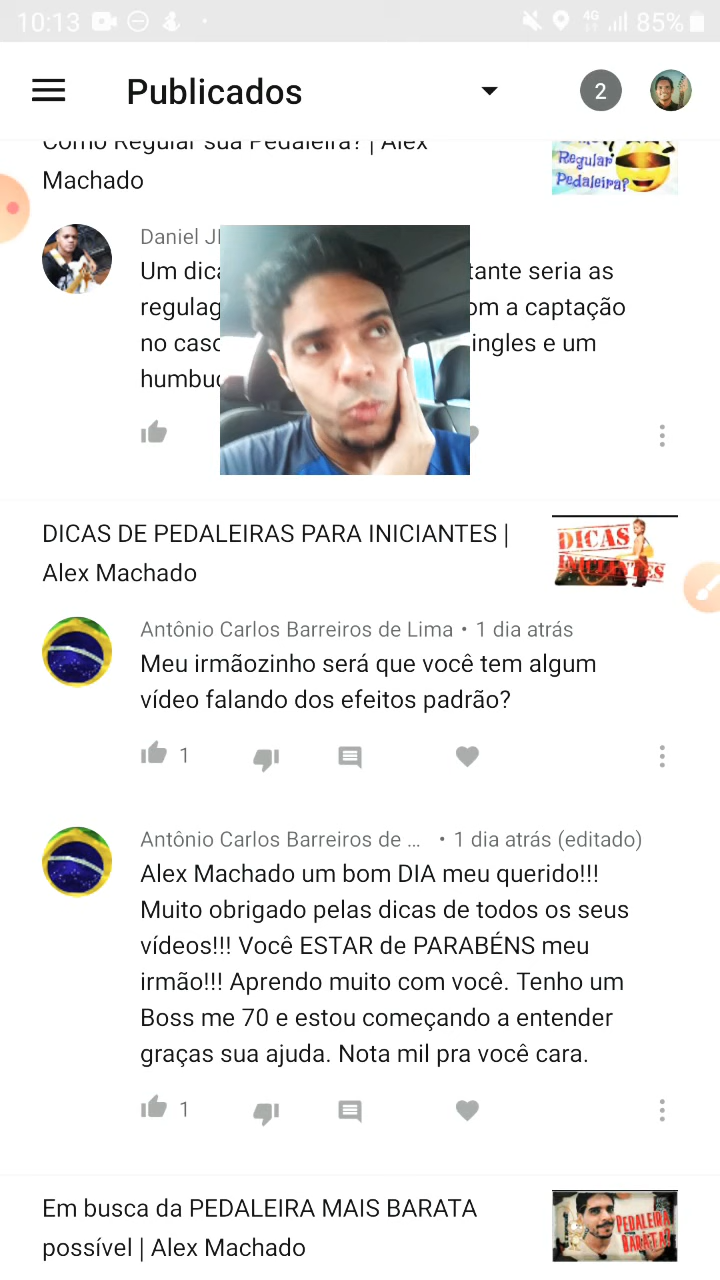 10:13 4G 85%
Publicados 2
Como Regular sua Pedaleira? | Alex
Machado
Regular
Pedaleira?
Daniel
Um
tante seria as
om a captação
no
ingles e um
DICAS DE PEDALEIRAS PARA INICIANTES |
Alex Machado
DICAS
Antônio Carlos Barreiros de Lima • 1 dia atrás
Meu irmãozinho será que você tem algum
vídeo falando dos efeitos padrão?
1
Antônio Carlos Barreiros de ... • 1 dia atrás (editado)
Alex Machado um bom DIA meu querido!!!
Muito obrigado pelas dicas de todos os seus
vídeos!!! Você ESTAR de PARABÉNS meu
irmão!!! Aprendo muito com você. Tenho um
Boss me 70 e estou começando a entender
graças sua ajuda. Nota mil pra você cara.
1
Em busca da PEDALEIRA MAIS BARATA
possível | Alex Machado
PEDALEIRA
BARATA?